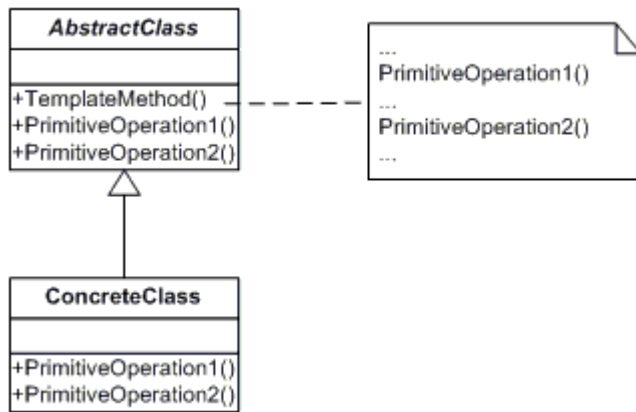 AbstractClass
+TemplateMethod()
+PrimitiveOperation1()
+PrimitiveOperation2()
...
PrimitiveOperation1()
...
PrimitiveOperation2()
...
ConcreteClass
+PrimitiveOperation1()
+PrimitiveOperation2()